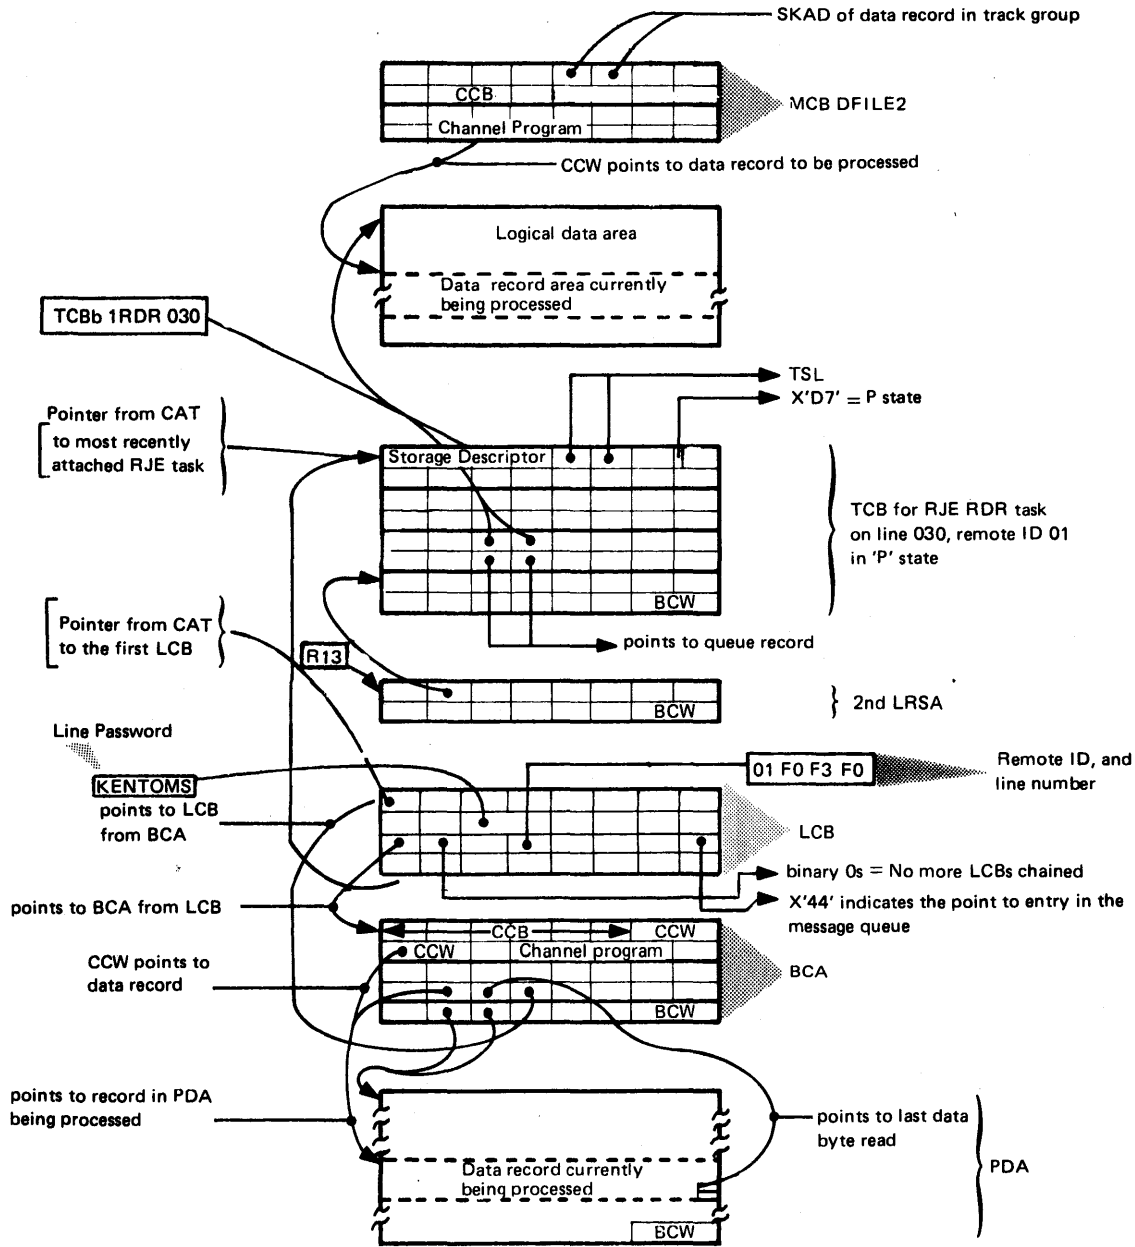 SKAD of data record in track group
CCB
MCB DFILE2
Channel Program
CCW points to data record to be processed
Logical data area
Data record area currently
being processed
TCBb 1RDR 030
TSL
X'D7' = P state
Pointer from CAT
to most recently
attached RJE task
Storage Descriptor
TCB for RJE RDR task
on line 030, remote ID 01
in 'P' state
BCW
Pointer from CAT
to the first LCB
points to queue record
R13
BCW
2nd LRSA
Line Password
KENTOMS
01 F0 F3 F0
Remote ID, and
line number
points to LCB
from BCA
LCB
binary 0s = No more LCBs chained
X'44' indicates the point to entry in the
message queue
points to BCA from LCB
CCB
CCW
CCW
Channel program
BCA
CCW points to
data record
BCW
points to record in PDA
being processed
points to last data
byte read
PDA
Data record currently
being processed
BCW